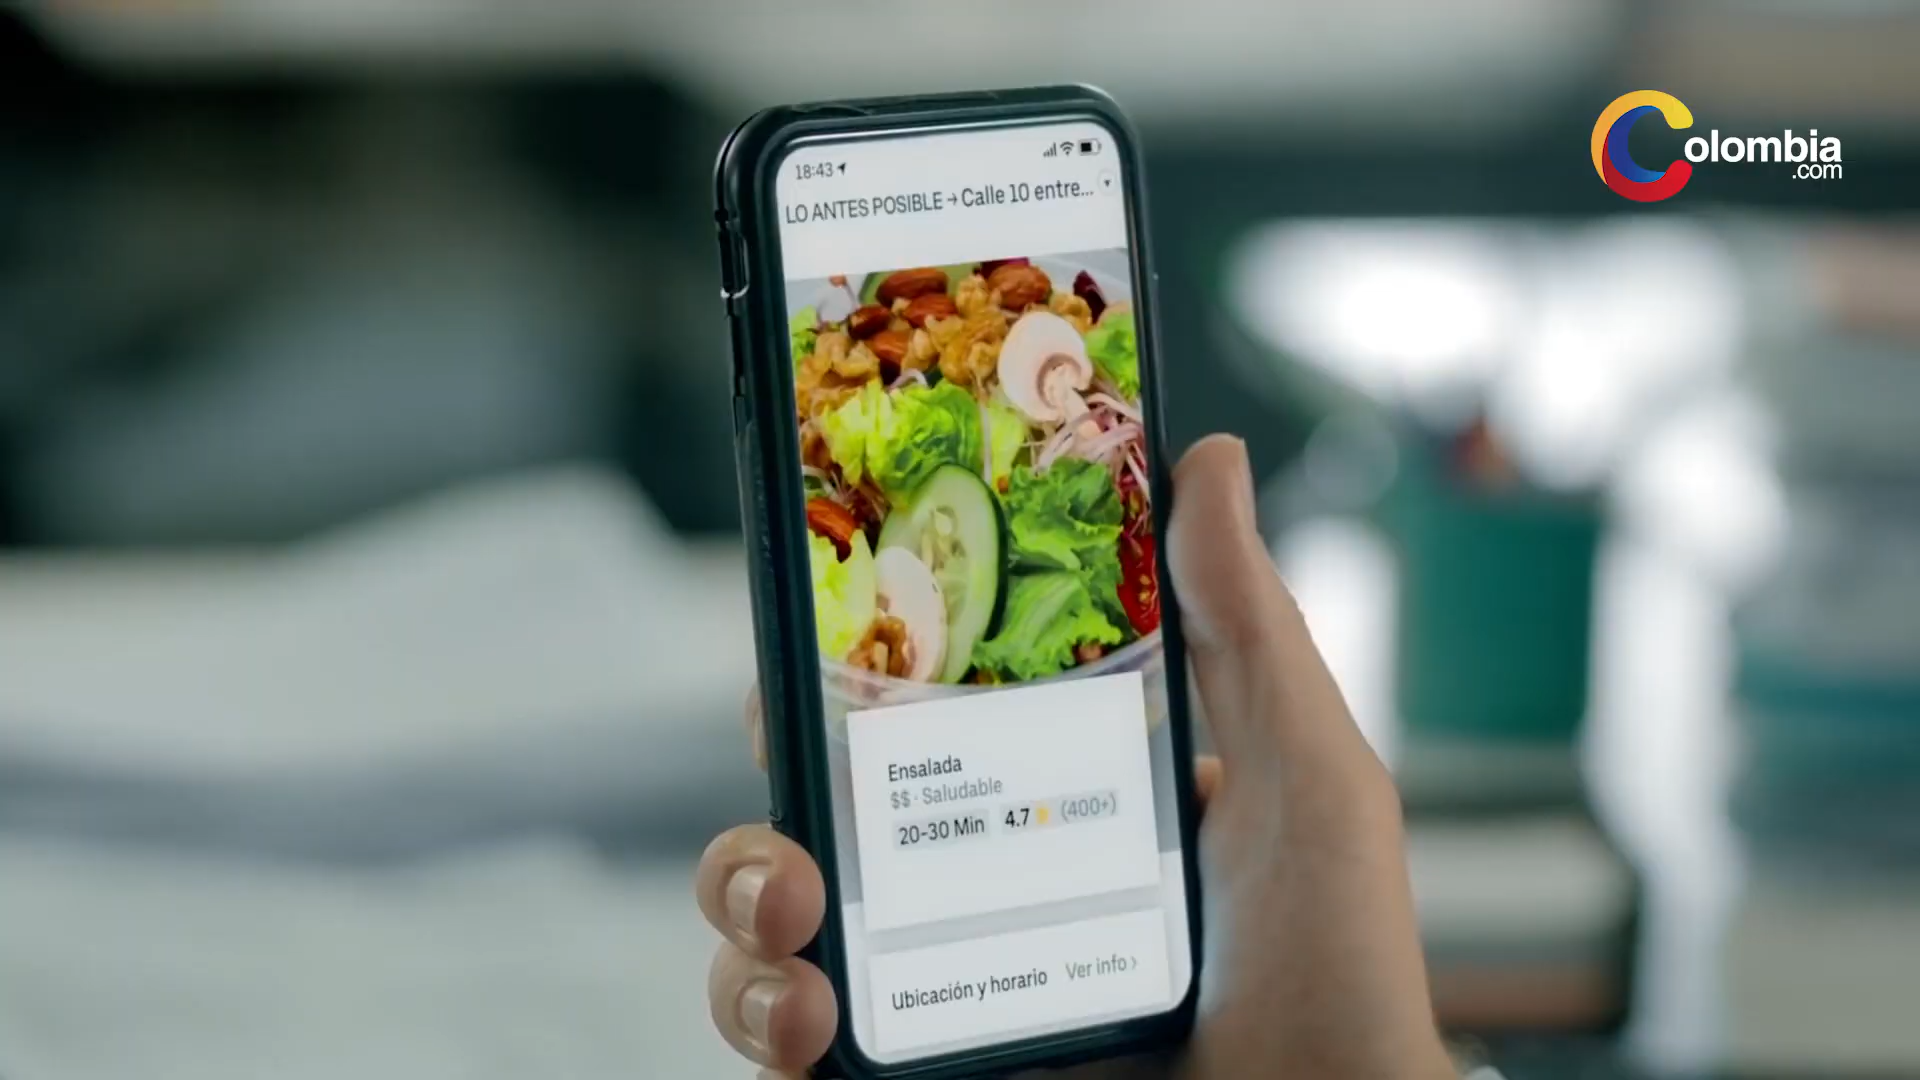 18:43
LO ANTES POSIBLE → Calle 10 entre...
Ensalada
$$ · Saludable
20-30 Min 4.7 (400+)
Ubicación y horario Ver info ›
Colombia
.com